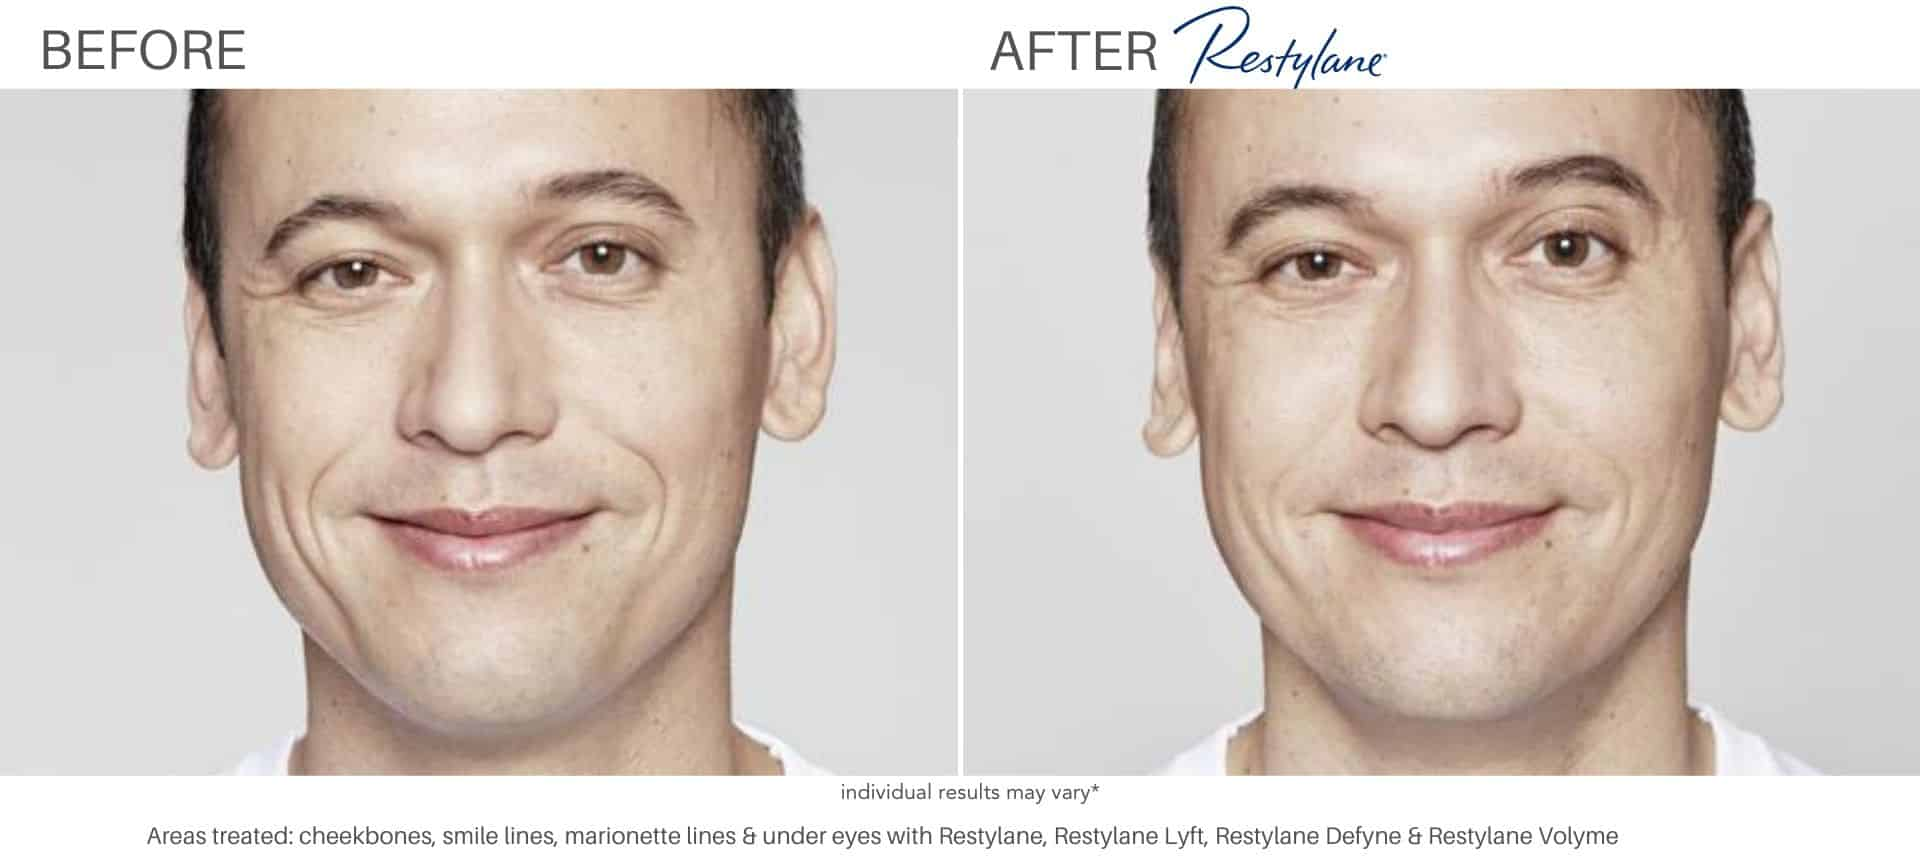 BEFORE
AFTER Restylane
individual results may vary*
Areas treated: cheekbones, smile lines, marionette lines & under eyes with Restylane, Restylane Lyft, Restylane Defyne & Restylane Volyme